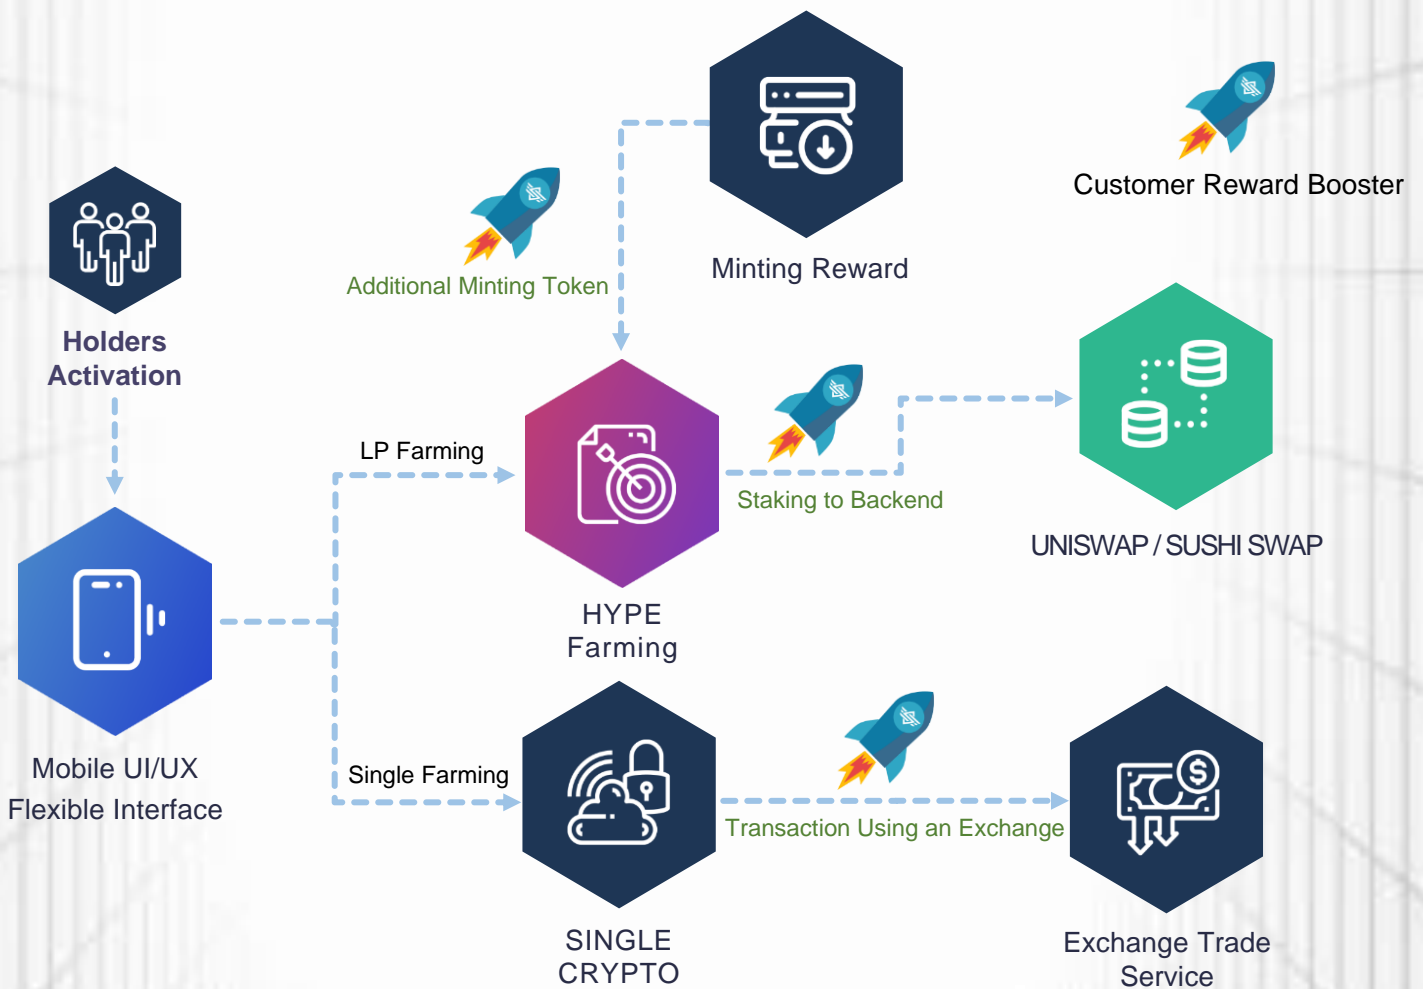 Customer Reward Booster
Minting Reward
Additional Minting Token
Holders
Activation
LP Farming
Staking to Backend
UNISWAP / SUSHI SWAP
HYPE
Farming
Mobile UI/UX
Flexible Interface
Single Farming
Transaction Using an Exchange
SINGLE
CRYPTO
Exchange Trade
Service